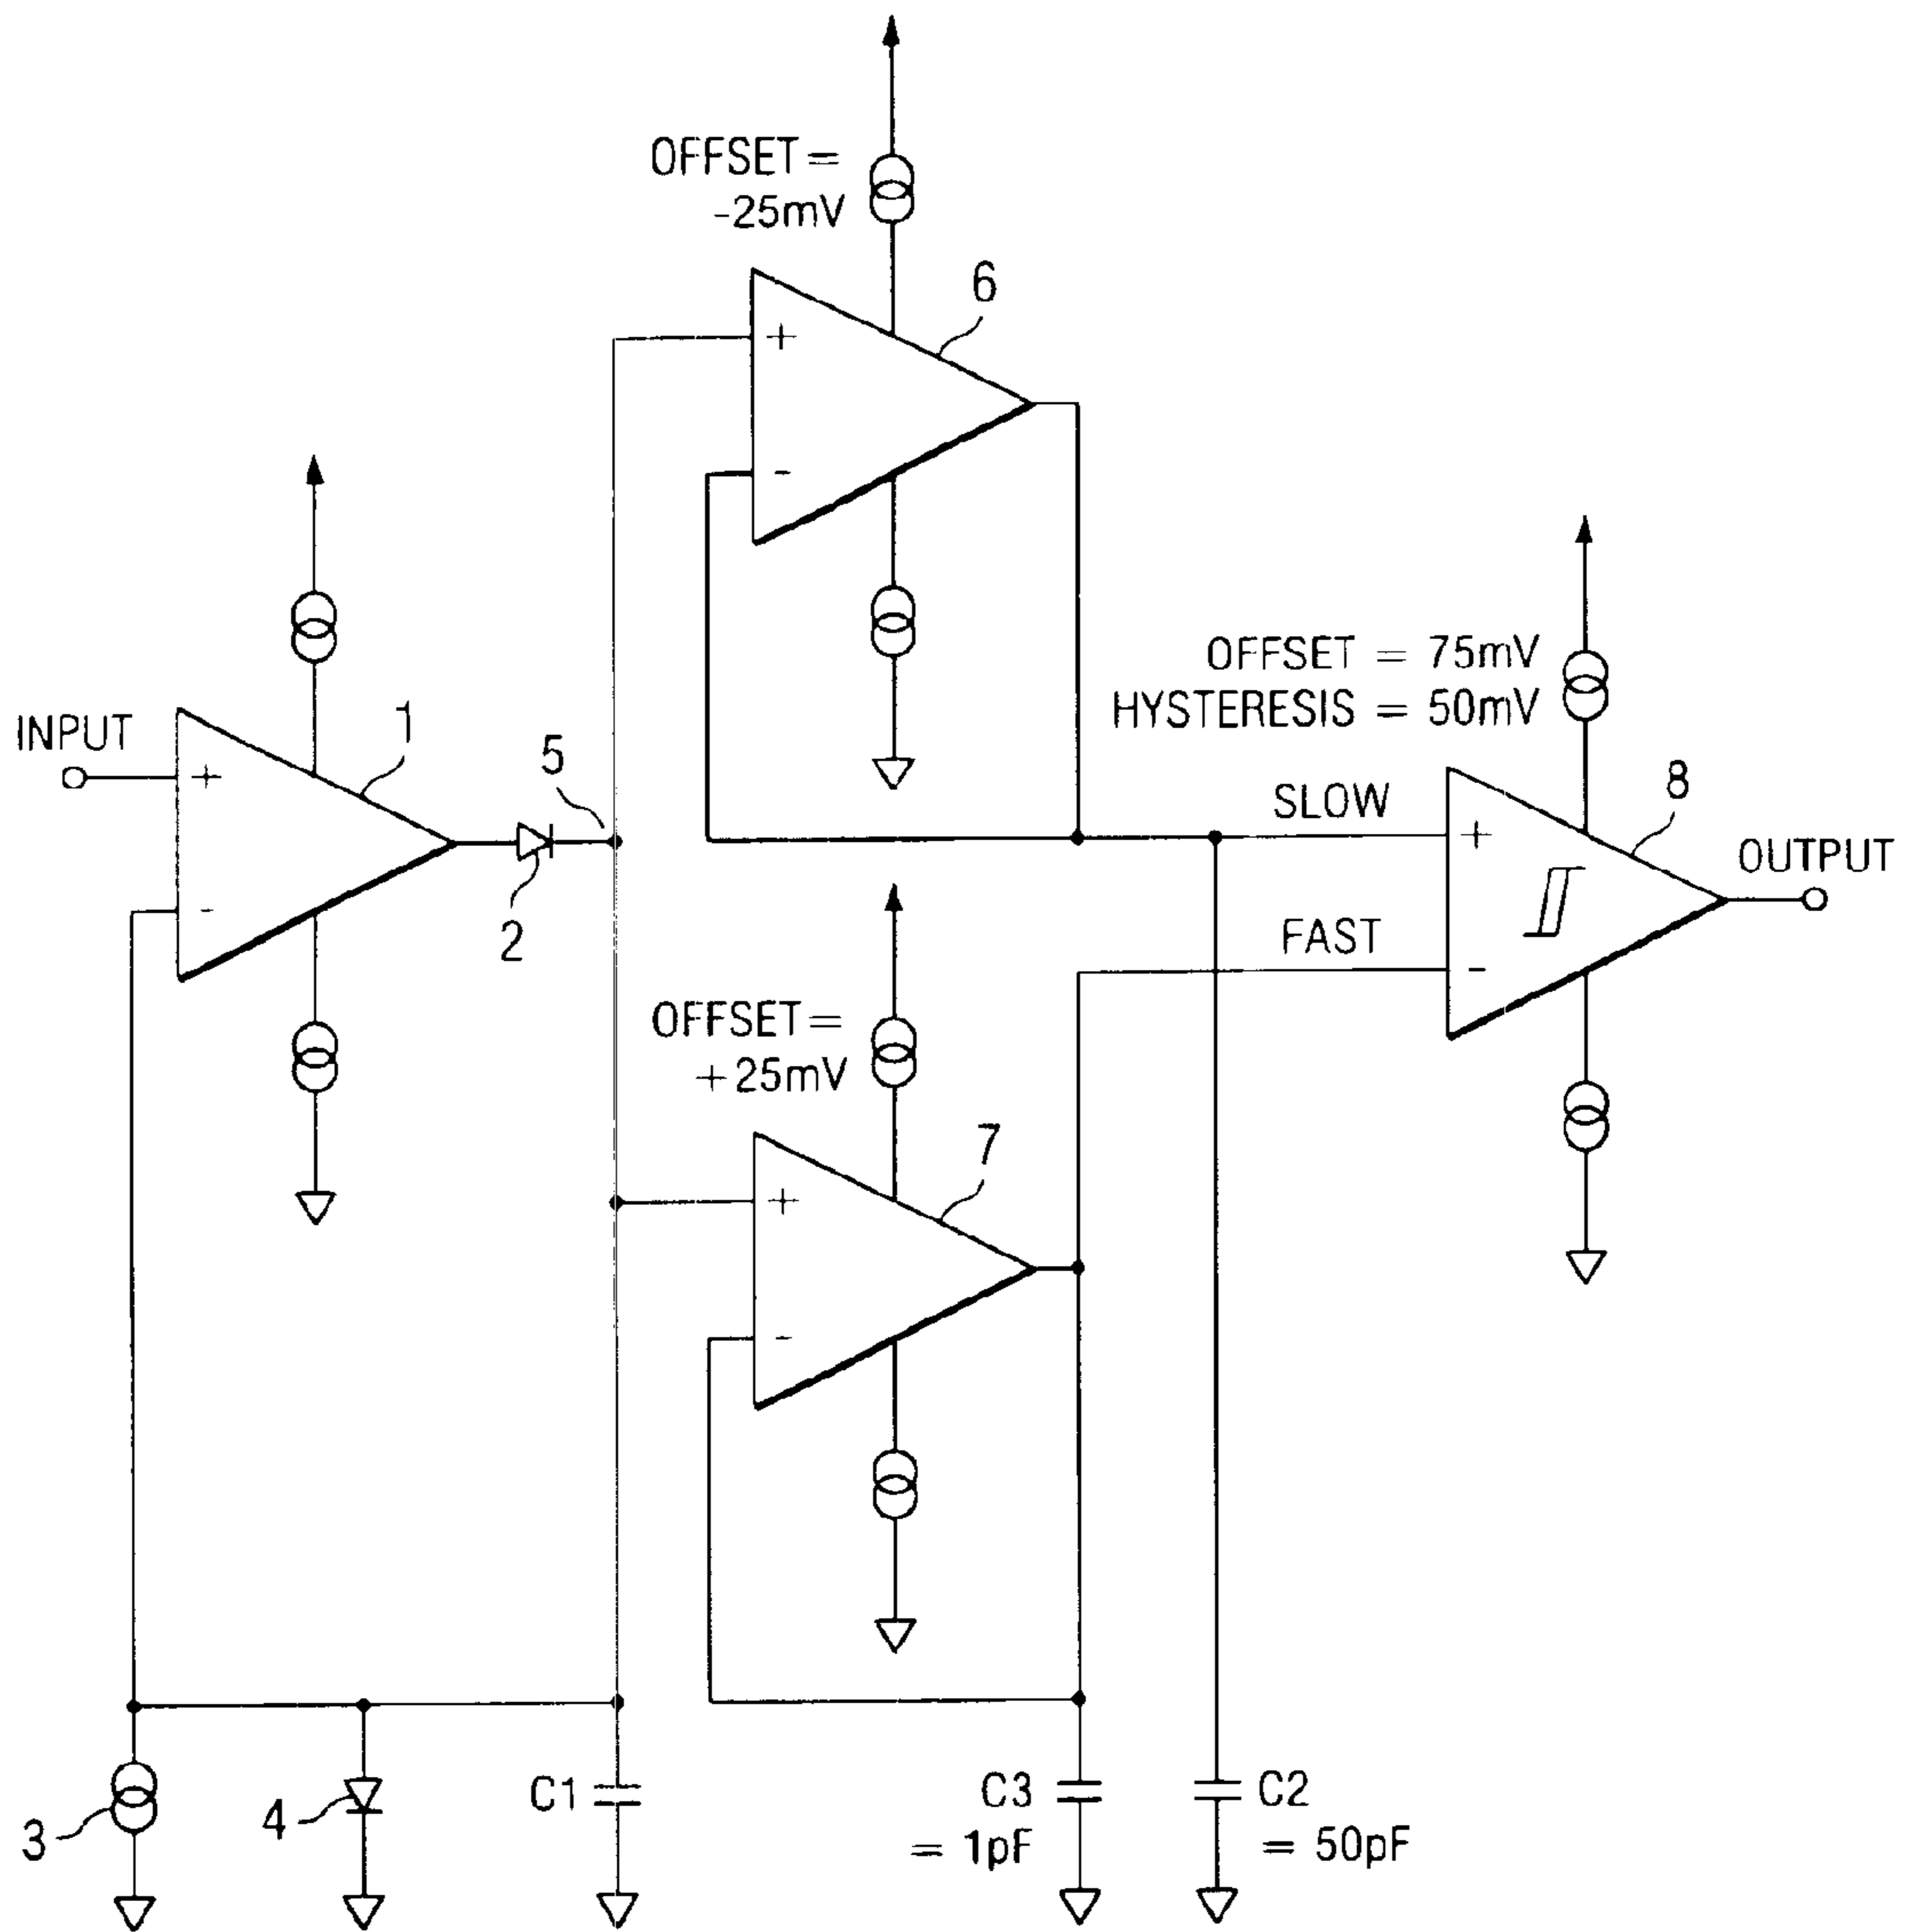 OFFSET =
-25mV
6
+
-
INPUT
1
+
-
5
2
OFFSET = 75mV
HYSTERESIS = 50mV
8
SLOW
+
FAST
-
OUTPUT
OFFSET =
+25mV
7
+
-
3
4
C1
C3
= 1pF
C2
= 50pF